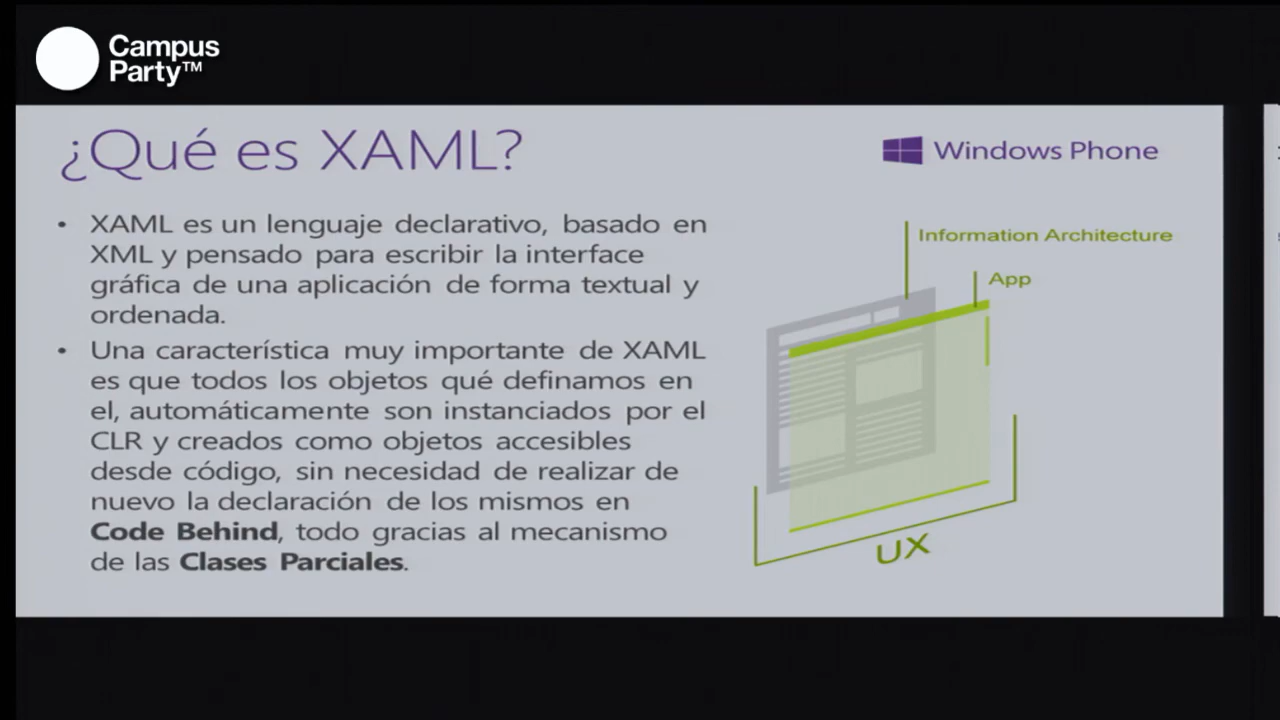 Campus
Party™
¿Qué es XAML?
Windows Phone
• XAML es un lenguaje declarativo, basado en
XML y pensado para escribir la interface
gráfica de una aplicación de forma textual y
ordenada.
• Una característica muy importante de XAML
es que todos los objetos qué definamos en
el, automáticamente son instanciados por el
CLR y creados como objetos accesibles
desde código, sin necesidad de realizar de
nuevo la declaración de los mismos en
Code Behind, todo gracias al mecanismo
de las Clases Parciales.
Information Architecture
App
UX